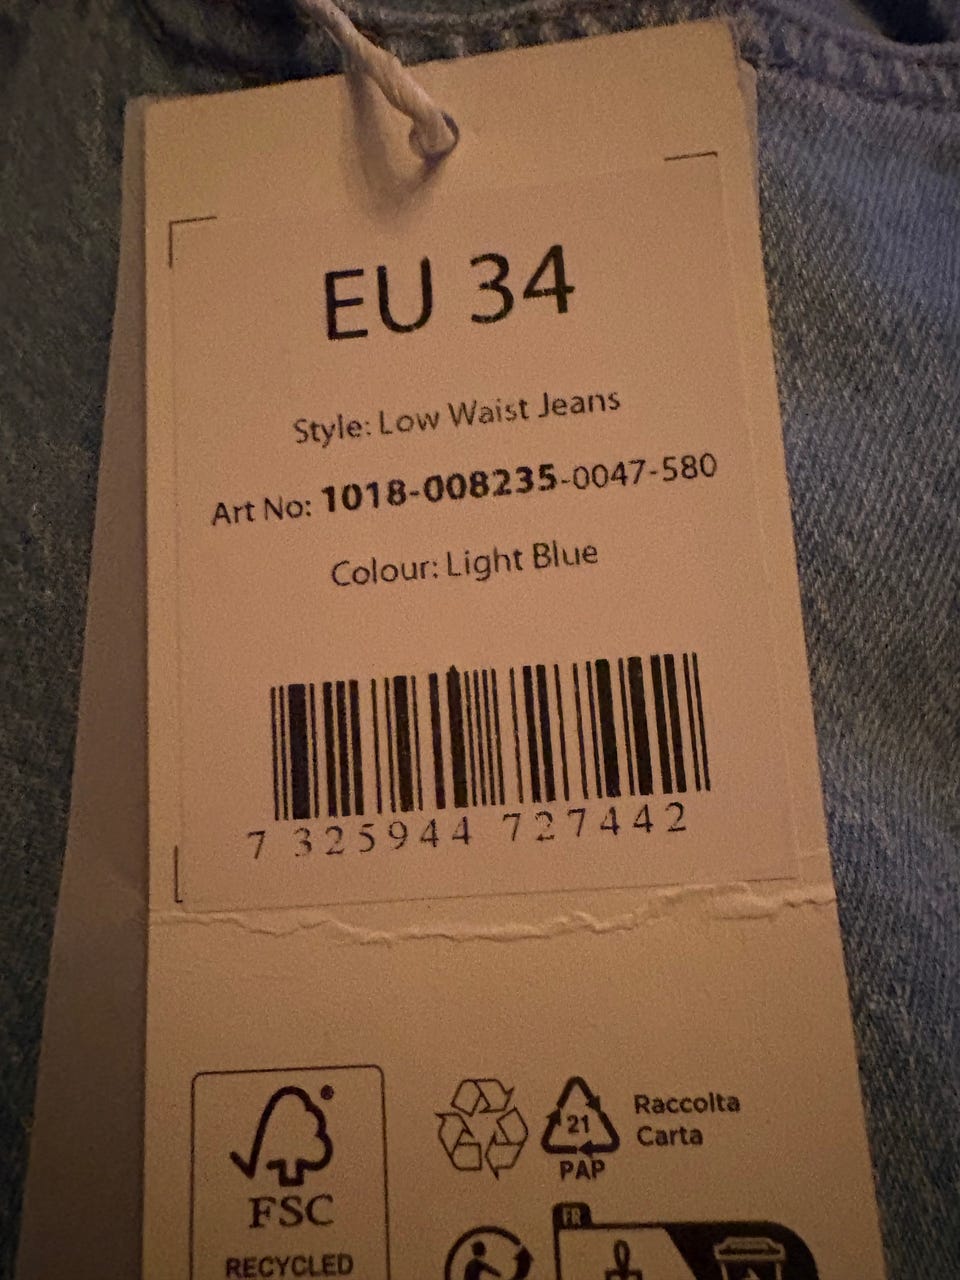 EU 34
Style: Low Waist Jeans
Art No: 1018-008235-0047-580
Colour: Light Blue
7 325944 727442
FSC
RECYCLED
21
PAP
Raccolta
Carta
FR